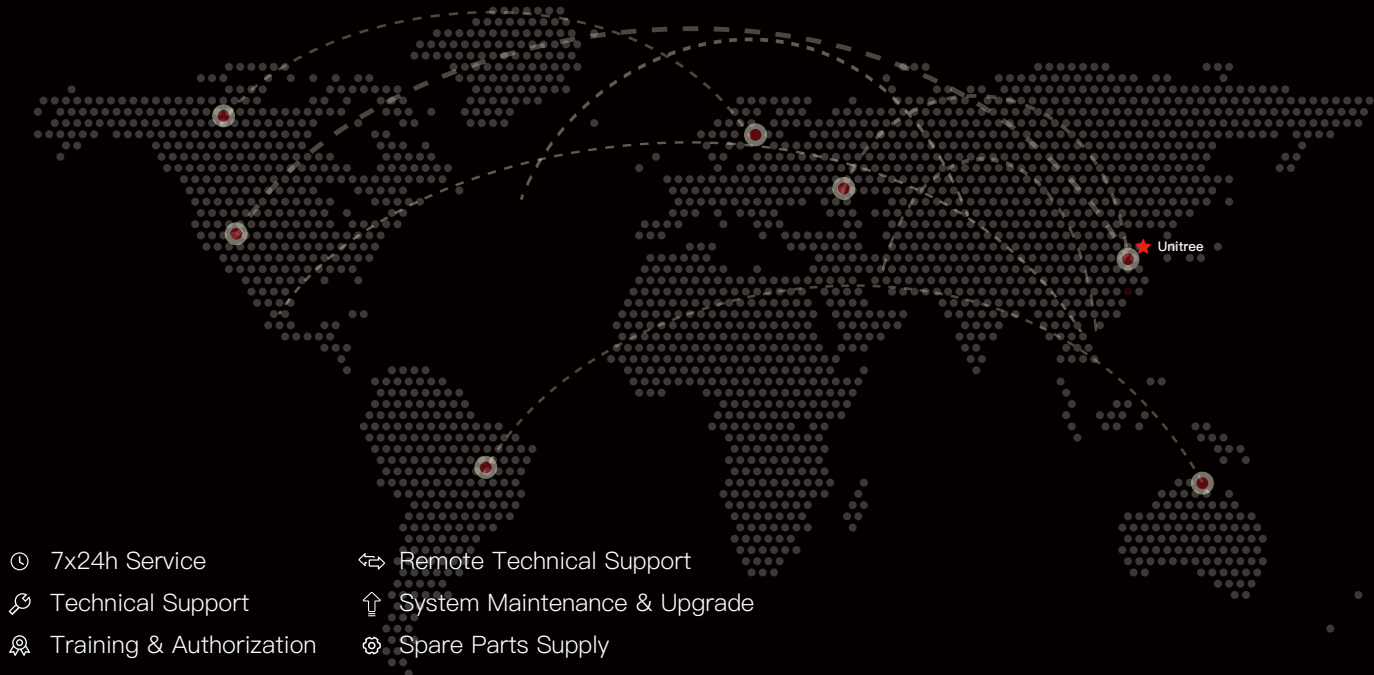 Unitree
7x24h Service
Remote Technical Support
Technical Support
System Maintenance & Upgrade
Training & Authorization
Spare Parts Supply